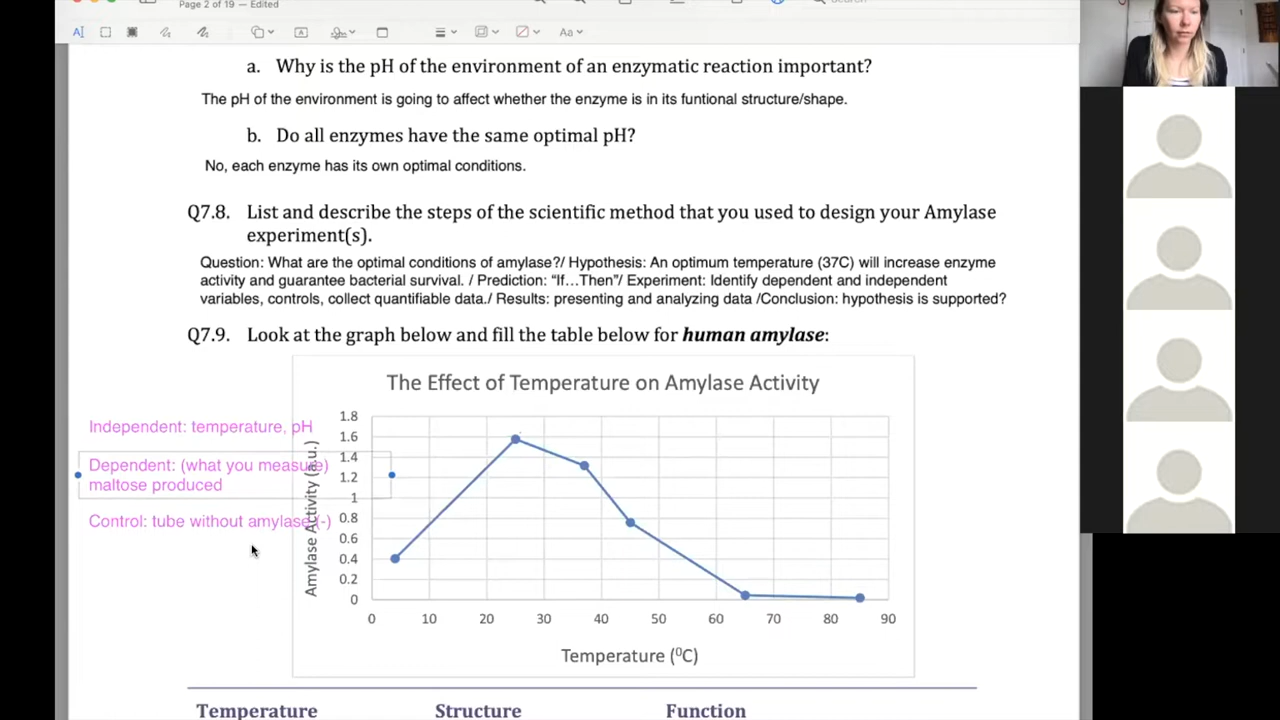 Page 2 of 19 — Edited
Search
a. Why is the pH of the environment of an enzymatic reaction important?
The pH of the environment is going to affect whether the enzyme is in its funtional structure/shape.
b. Do all enzymes have the same optimal pH?
No, each enzyme has its own optimal conditions.
Q7.8. List and describe the steps of the scientific method that you used to design your Amylase
experiment(s).
Question: What are the optimal conditions of amylase?/ Hypothesis: An optimum temperature (37C) will increase enzyme
activity and guarantee bacterial survival. / Prediction: “If...Then”/ Experiment: Identify dependent and independent
variables, controls, collect quantifiable data./ Results: presenting and analyzing data /Conclusion: hypothesis is supported?
Q7.9. Look at the graph below and fill the table below for human amylase:
The Effect of Temperature on Amylase Activity
Independent: temperature, pH
Dependent: (what you measure)
maltose produced
Control: tube without amylase (-)
Amylase Activity (a.u.)
1.8
1.6
1.4
1.2
1
0.8
0.6
0.4
0.2
0
0 10 20 30 40 50 60 70 80 90
Temperature (⁰C)
Temperature Structure Function